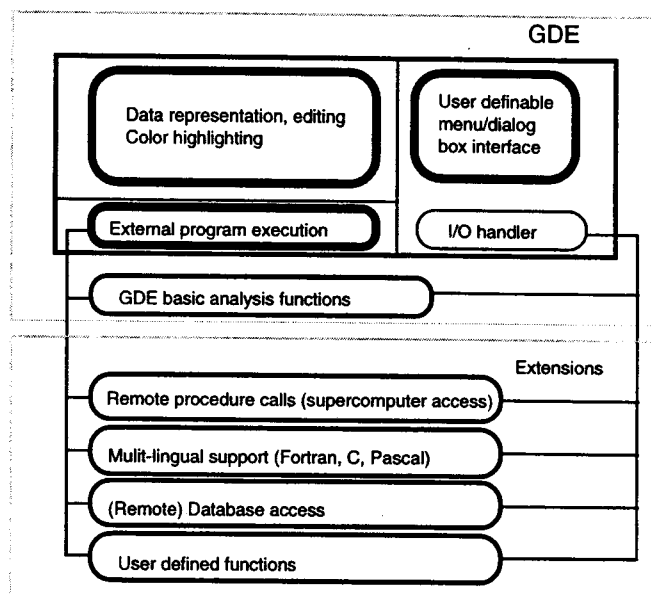 GDE
Data representation, editing
Color highlighting
User definable
menu/dialog
box interface
External program execution
I/O handler
GDE basic analysis functions
Extensions
Remote procedure calls (supercomputer access)
Mulit-lingual support (Fortran, C, Pascal)
(Remote) Database access
User defined functions